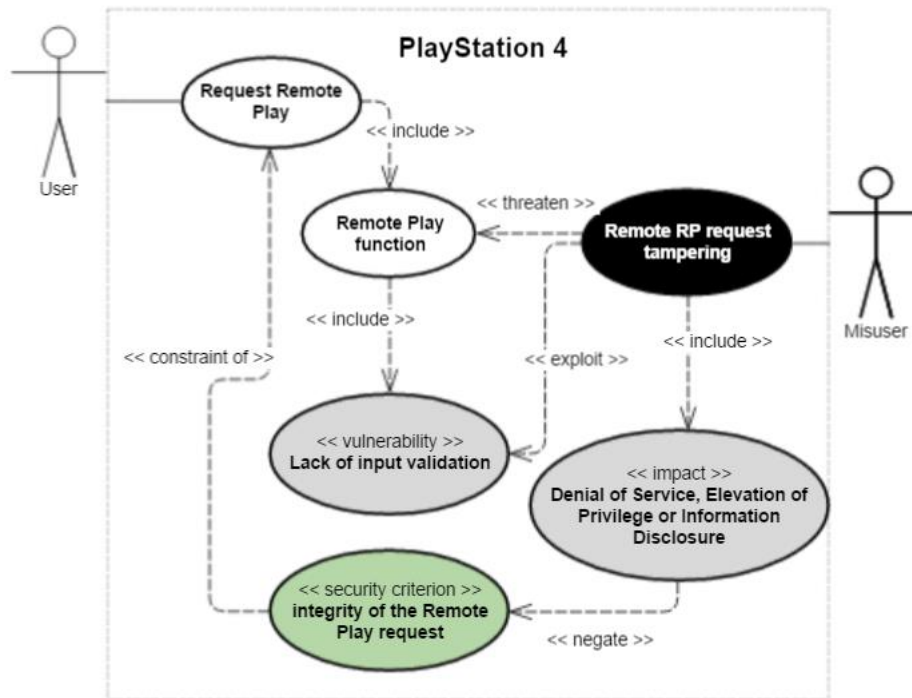 PlayStation 4
Request Remote
Play
<< include >>
User
Remote Play
function
<< threaten >>
Remote RP request
tampering
Misuser
<< include >>
<< include >>
<< constraint of >>
<< exploit >>
<< vulnerability >>
Lack of input validation
<< impact >>
Denial of Service, Elevation of
Privilege or Information
Disclosure
<< security criterion >>
integrity of the Remote
Play request
<< negate >>